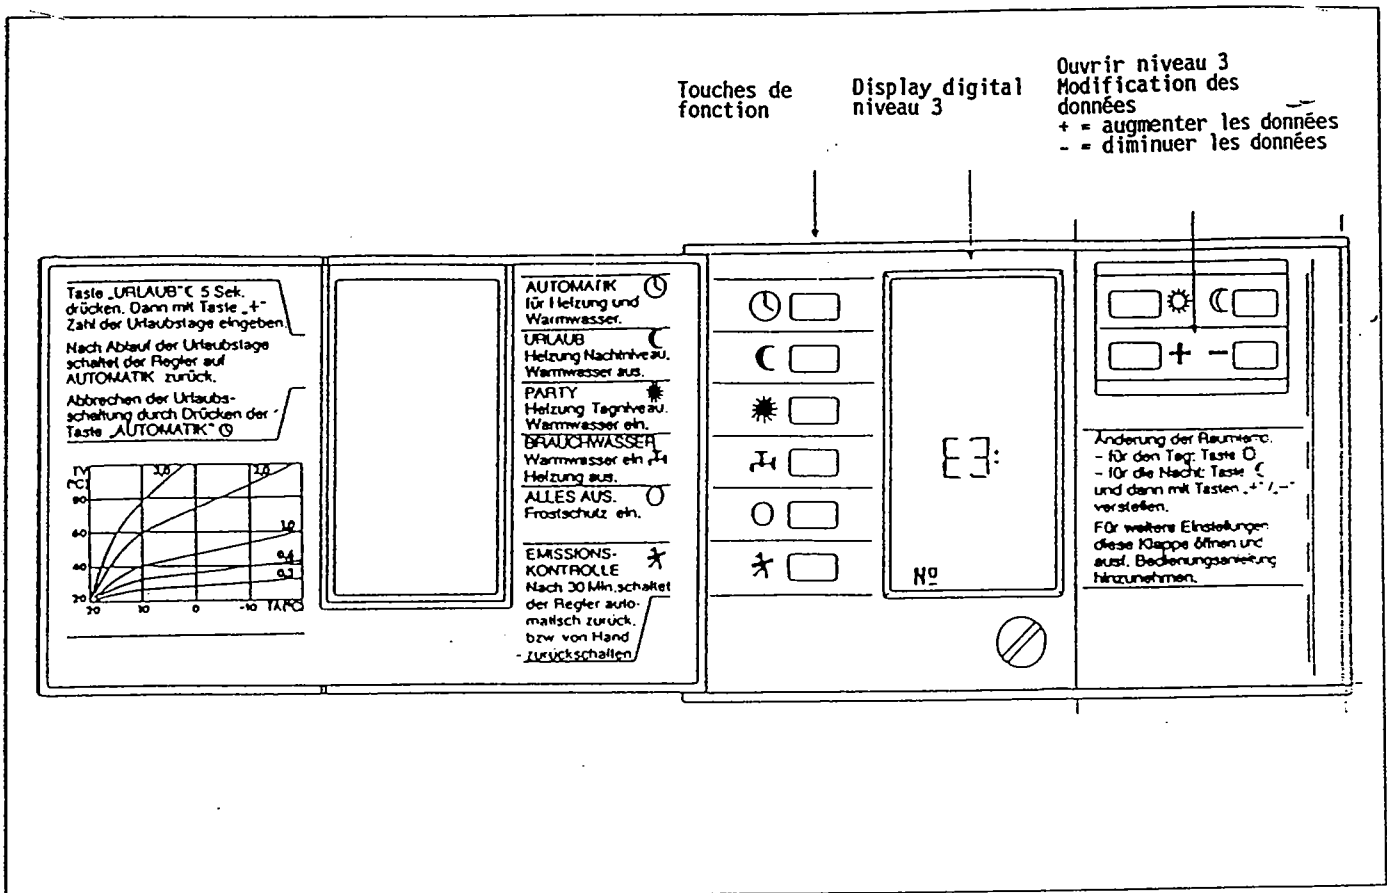 Touches de
fonction
Display digital
niveau 3
Ouvrir niveau 3
Modification des
données
+ = augmenter les données
- = diminuer les données
Taste „URLAUB“ 5 Sek.
drücken. Dann mit Taste „+“
Zahl der Urlaubstage eingeben.
Nach Ablauf der Urlaubstage
schaltet der Regler auf
AUTOMATIK zurück.
Abbrechen der Urlaubs-
schaltung durch Drücken der
Taste „AUTOMATIK“
3,0 2,0
60
1,0
40
20
20 10 0 -10 TA[°C]
AUTOMATIK
für Heizung und
Warmwasser.
URLAUB
Heizung Nachtniveau.
Warmwasser aus.
PARTY
Heizung Tagniveau.
Warmwasser ein.
BRAUCHWASSER
Warmwasser ein
Heizung aus.
ALLES AUS.
Frostschutz ein.
EMISSIONS-
KONTROLLE
Nach 30 Min. schaltet
der Regler auto-
matisch zurück,
bzw. von Hand
- zurückschalten
E3:
Nº
+ -
Änderung der Raumtemp.
- für den Tag: Taste
- für die Nacht: Taste
und dann mit Tasten „+“/„-“
verstellen.
Für weitere Einstellungen
diese Klappe öffnen und
ausf. Bedienungsanleitung
hinzunehmen.